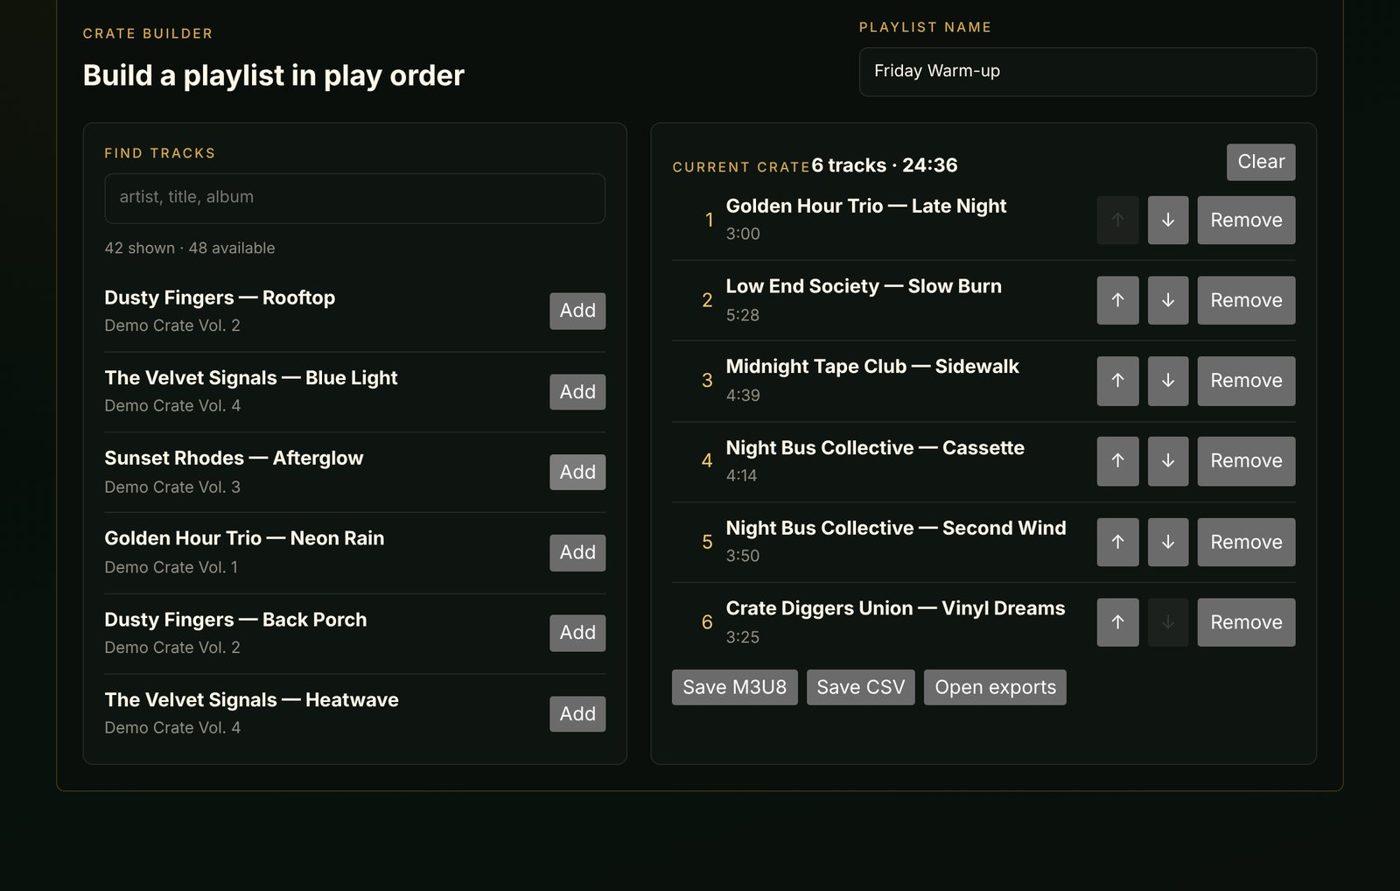 CRATE BUILDER
Build a playlist in play order
PLAYLIST NAME
Friday Warm-up
FIND TRACKS
artist, title, album
42 shown · 48 available
Dusty Fingers — Rooftop
Demo Crate Vol. 2
Add
The Velvet Signals — Blue Light
Demo Crate Vol. 4
Add
Sunset Rhodes — Afterglow
Demo Crate Vol. 3
Add
Golden Hour Trio — Neon Rain
Demo Crate Vol. 1
Add
Dusty Fingers — Back Porch
Demo Crate Vol. 2
Add
The Velvet Signals — Heatwave
Demo Crate Vol. 4
Add
CURRENT CRATE6 tracks · 24:36
Clear
1 Golden Hour Trio — Late Night
3:00
↑ ↓ Remove
2 Low End Society — Slow Burn
5:28
↑ ↓ Remove
3 Midnight Tape Club — Sidewalk
4:39
↑ ↓ Remove
4 Night Bus Collective — Cassette
4:14
↑ ↓ Remove
5 Night Bus Collective — Second Wind
3:50
↑ ↓ Remove
6 Crate Diggers Union — Vinyl Dreams
3:25
↑ ↓ Remove
Save M3U8 Save CSV Open exports